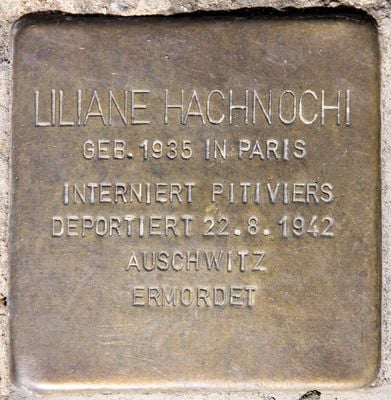 LILIANE HACHNOCHI
GEB. 1935 IN PARIS
INTERNIERT PITIVIERS
DEPORTIERT 22.8.1942
AUSCHWITZ
ERMORDET